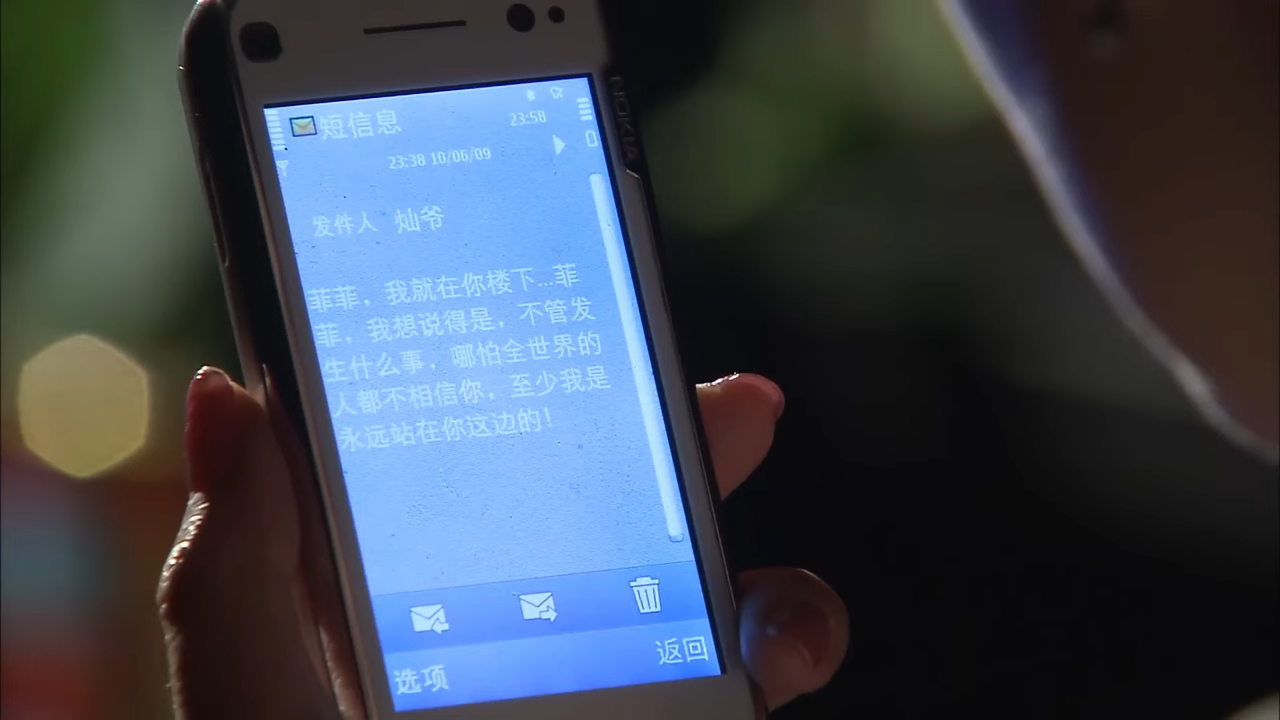 NOKIA
短信息
23:58
23:38 10/06/09
发件人 灿爷
菲菲，我就在你楼下...菲
菲，我想说得是，不管发
生什么事，哪怕全世界的
人都不相信你，至少我是
永远站在你这边的！
选项
返回